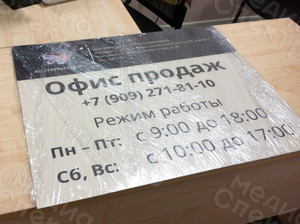 Офис продаж
+7 (909) 271-81-10
Режим работы
Пн - Пт: с 9:00 до 18:00
Сб, Вс: с 10:00 до 17:00